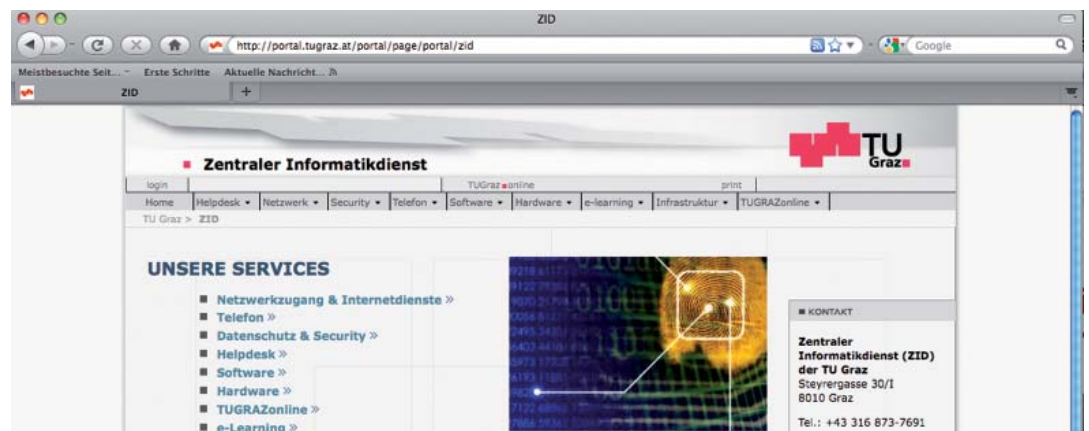 ZID
http://portal.tugraz.at/portal/page/portal/zid
Google
Meistbesuchte Seit... Erste Schritte Aktuelle Nachricht...
ZID +
TU Graz
Zentraler Informatikdienst
login TUGraz online print
Home Helpdesk Netzwerk Security Telefon Software Hardware e-learning Infrastruktur TUGRAZonline
TU Graz > ZID
UNSERE SERVICES
Netzwerkzugang & Internetdienste »
Telefon »
Datenschutz & Security »
Helpdesk »
Software »
Hardware »
TUGRAZonline »
e-Learning »
KONTAKT
Zentraler
Informatikdienst (ZID)
der TU Graz
Steyrergasse 30/I
8010 Graz
Tel.: +43 316 873-7691